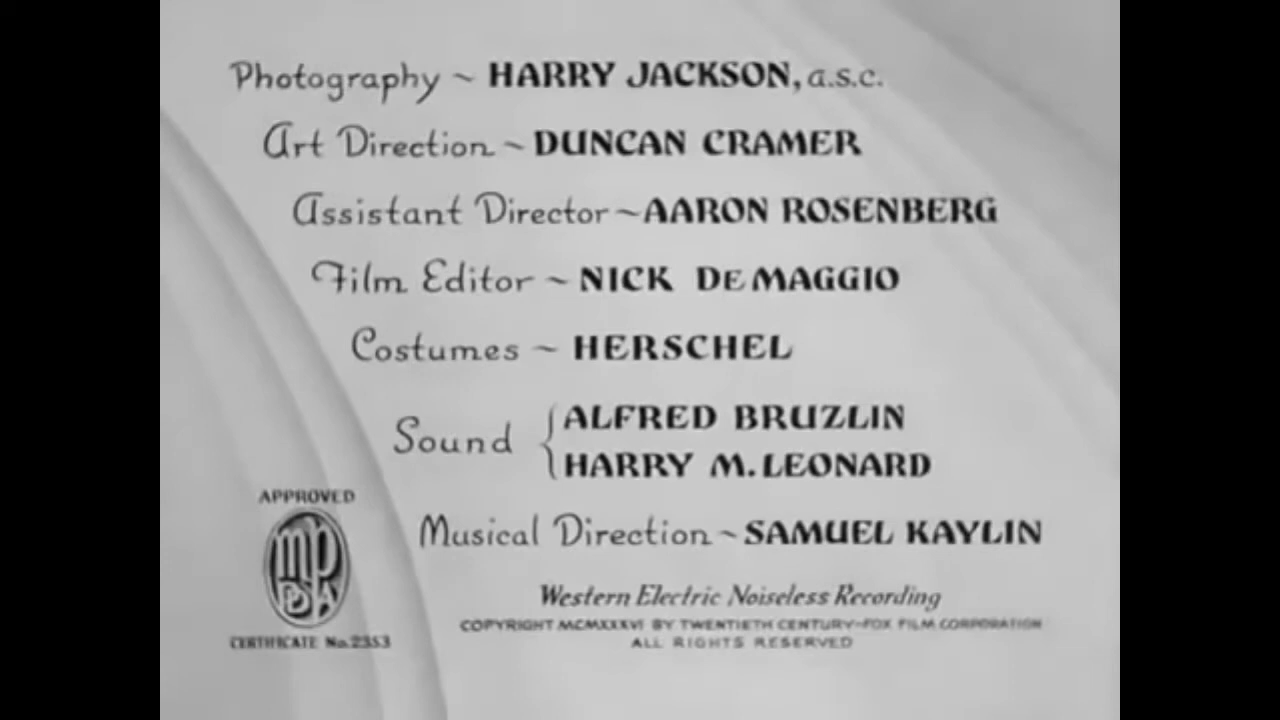 Photography ~ HARRY JACKSON, a.s.c.
Art Direction ~ DUNCAN CRAMER
Assistant Director ~ AARON ROSENBERG
Film Editor ~ NICK DEMAGGIO
Costumes ~ HERSCHEL
Sound { ALFRED BRUZLIN
HARRY M. LEONARD
Musical Direction ~ SAMUEL KAYLIN
Western Electric Noiseless Recording
COPYRIGHT MCMXXXVI BY TWENTIETH CENTURY-FOX FILM CORPORATION
ALL RIGHTS RESERVED
APPROVED
MPPDA
CERTIFICATE No. 2353